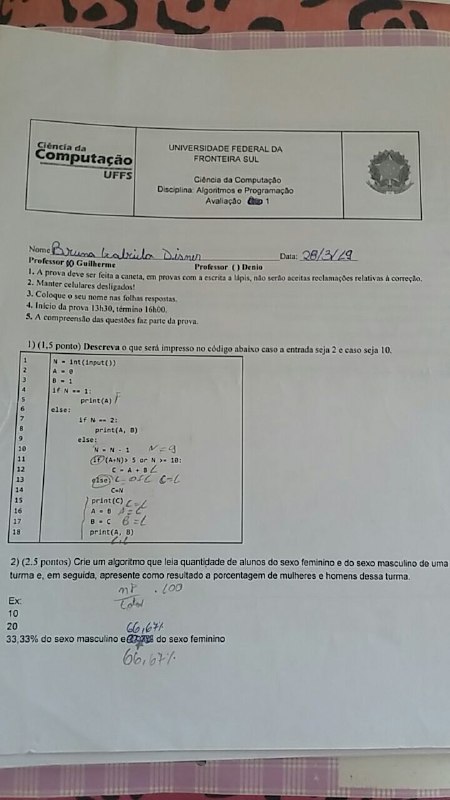 Ciência da
Computação
UFFS
UNIVERSIDADE FEDERAL DA
FRONTEIRA SUL
Ciência da Computação
Disciplina: Algoritmos e Programação
Avaliação 1
Nome Bruna Gabriela Disner Data: 28/3/19
Professor (X) Guilherme Professor ( ) Denio
1. A prova deve ser feita a caneta, em provas com a escrita a lápis, não serão aceitas reclamações relativas à correção.
2. Manter celulares desligados!
3. Coloque o seu nome nas folhas respostas.
4. Início da prova 13h30, término 16h00.
5. A compreensão das questões faz parte da prova.
1) (1,5 ponto) Descreva o que será impresso no código abaixo caso a entrada seja 2 e caso seja 10.
1 N = int(input())
2 A = 0
3 B = 1
4 if N == 1:
5 print(A) F
6 else:
7 if N == 2:
8 print(A, B)
9 else:
10 N = N - 1 N = 9
11 if (A+N)> 5 or N >= 10:
12 C = A + B
13 else: C=1
14 C=N
15 print(C) C=1
16 A = B
17 B = C B=1
18 print(A, B)
2) (2.5 pontos) Crie um algoritmo que leia quantidade de alunos do sexo feminino e do sexo masculino de uma
turma e, em seguida, apresente como resultado a porcentagem de mulheres e homens dessa turma.
. 100
total
Ex:
10
20 66,67%
33,33% do sexo masculino e do sexo feminino
66,67%